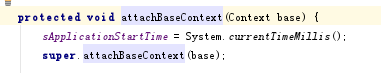 protected void attachBaseContext(Context base) {
sApplicationStartTime = System.currentTimeMillis();
super.attachBaseContext(base);